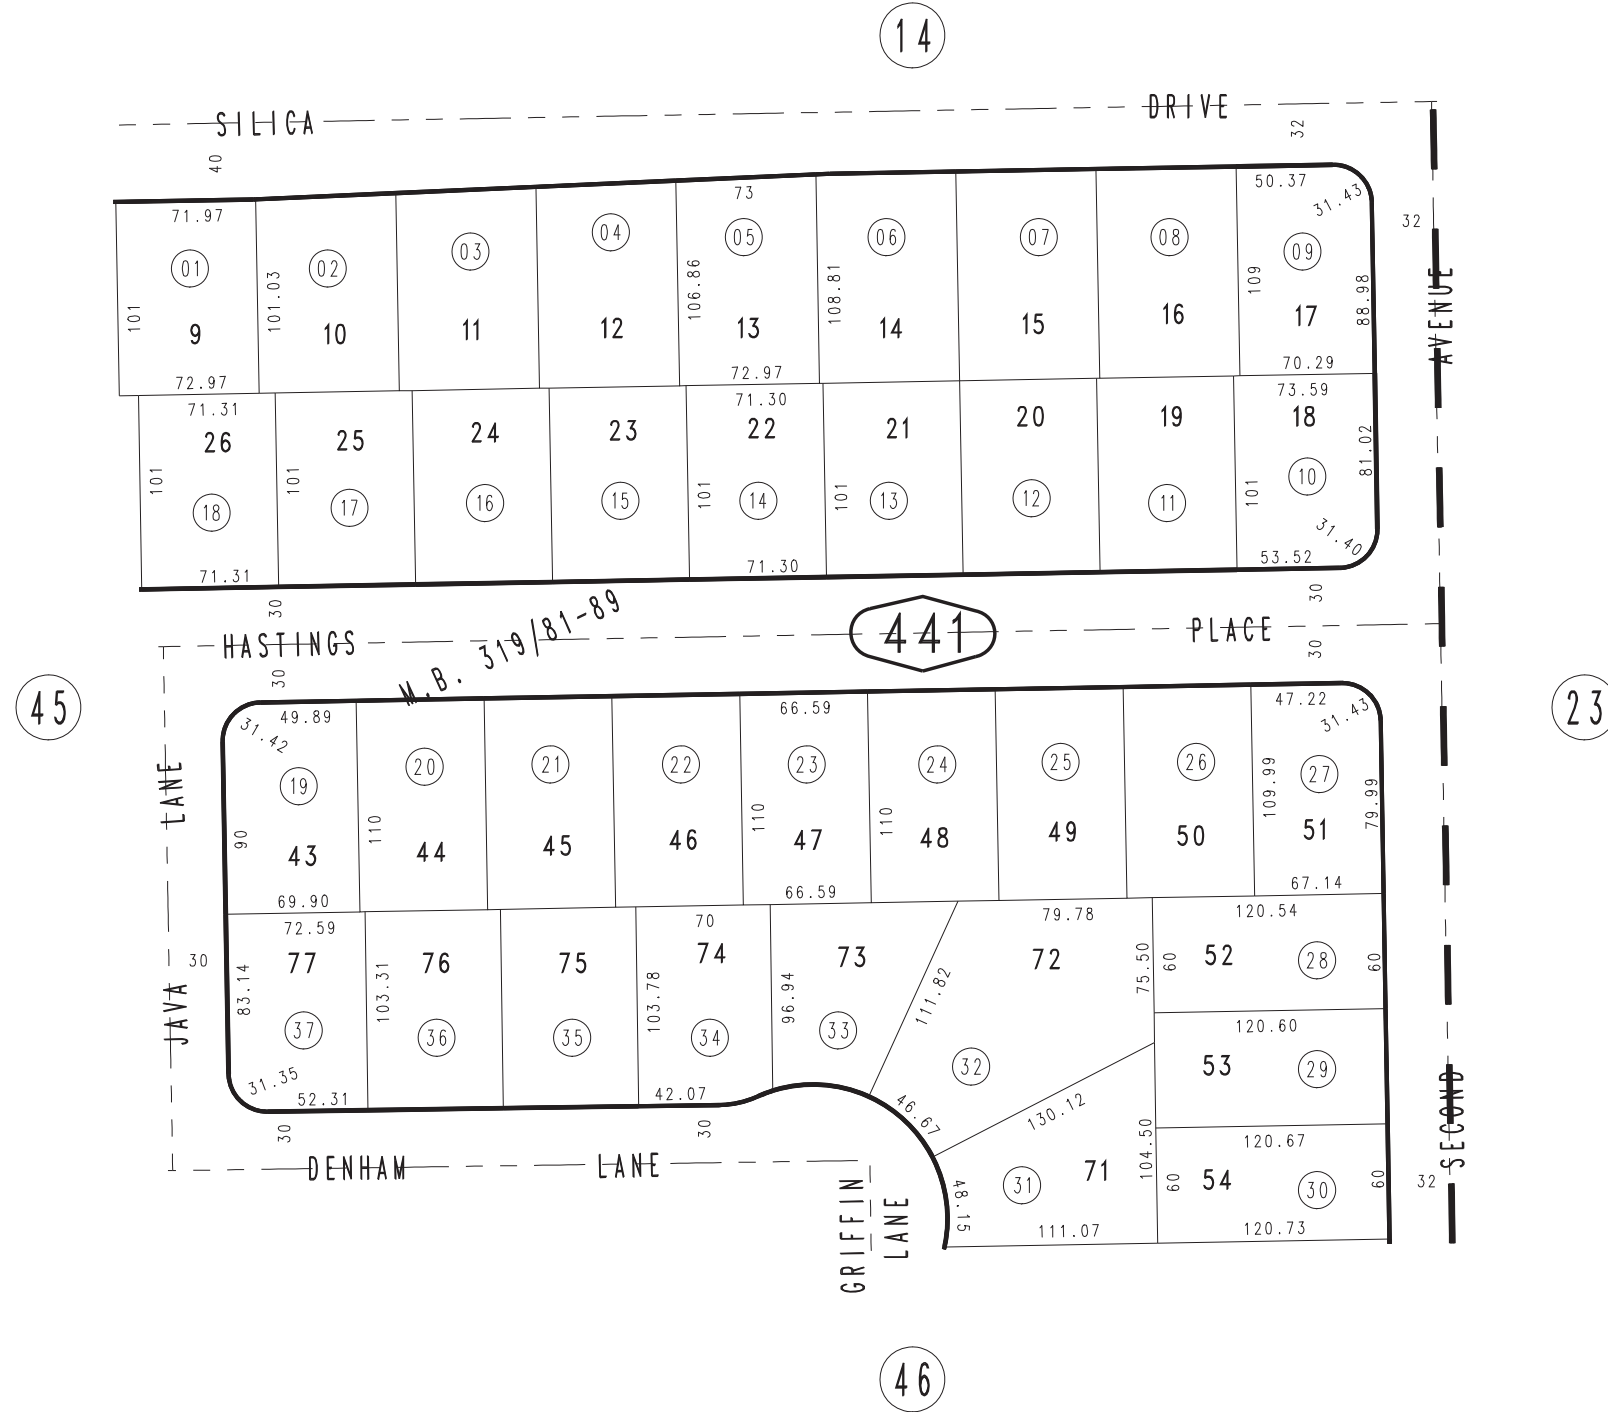 14
SILICA DRIVE
40 32
71.97 73 50.37 31.43
32
01 02 03 04 05 06 07 08 09
101 101.03 106.86 108.81 109 88.98
9 10 11 12 13 14 15 16 17
72.97 72.97 70.29
AVENUE
71.31 71.30 73.59
26 25 24 23 22 21 20 19 18
101 101 101 101 101 81.02
18 17 16 15 14 13 12 11 10
31.40
71.31 71.30 53.52
30 30
HASTINGS M.B. 319/81-89 441 PLACE
30 30
45 23
49.89 66.59 47.22
31.42 31.43
19 20 21 22 23 24 25 26 27
LANE
90 110 110 110 109.99 79.99
43 44 45 46 47 48 49 50 51
69.90 66.59 67.14
72.59 70 79.78 120.54
77 76 75 74 73 72 52 28
30 83.14 103.31 103.78 96.94 111.82 75.50 60 60
JAVA
37 36 35 34 33 32
120.60
53 29
31.35 52.31 42.07 46.67 130.12
30 30
DENHAM LANE
104.50 120.67
31 71 60 54 30 60
48.15 111.07 120.73
SECOND
32
GRIFFIN
LANE
46